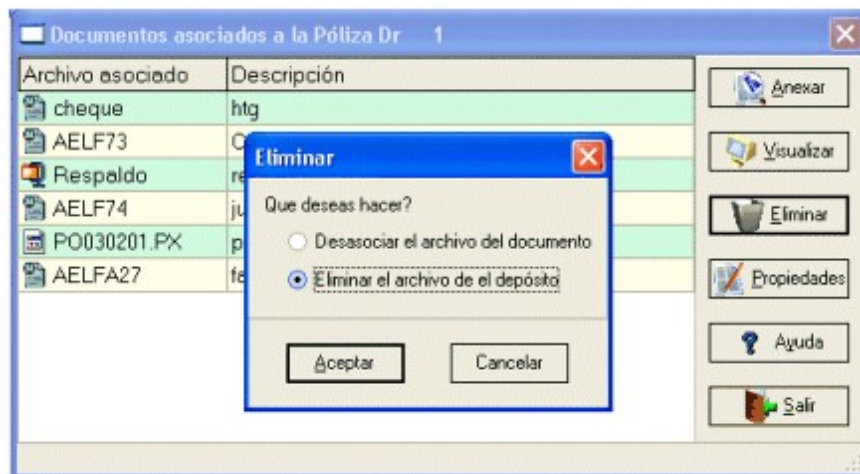 Documentos asociados a la Póliza Dr 1
Archivo asociado Descripción
cheque htg
AELF73
Respaldo
AELF74
PO030201.PX
AELFA27
Eliminar
Que deseas hacer?
Desasociar el archivo del documento
Eliminar el archivo de el depósito
Aceptar Cancelar
Anexar
Visualizar
Eliminar
Propiedades
Ayuda
Salir